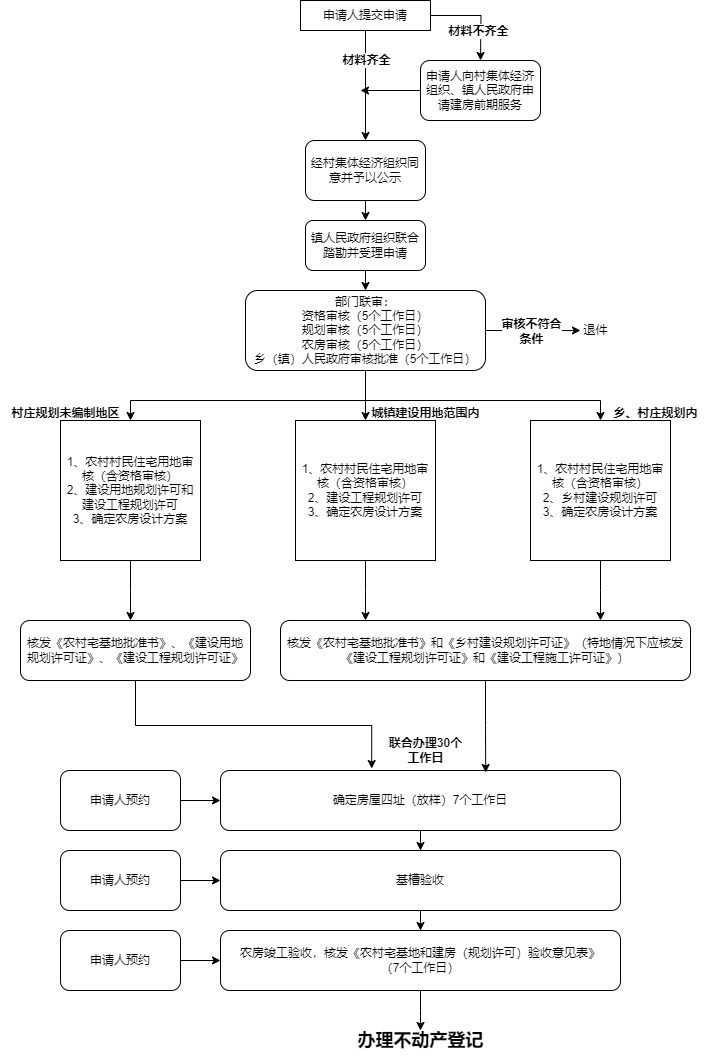 申请人提交申请
材料不齐全
材料齐全
申请人向村集体经济
组织、镇人民政府申
请建房前期服务
经村集体经济组织同
意并予以公示
镇人民政府组织联合
踏勘并受理申请
部门联审：
资格审核（5个工作日）
规划审核（5个工作日）
农房审核（5个工作日）
乡（镇）人民政府审核批准（5个工作日）
审核不符合
条件
退件
村庄规划未编制地区
城镇建设用地范围内
乡、村庄规划内
1、农村村民住宅用地审
核（含资格审核）
2、建设用地规划许可和
建设工程规划许可
3、确定农房设计方案
1、农村村民住宅用地审
核（含资格审核）
2、建设工程规划许可
3、确定农房设计方案
1、农村村民住宅用地审
核（含资格审核）
2、乡村建设规划许可
3、确定农房设计方案
核发《农村宅基地批准书》、《建设用地
规划许可证》、《建设工程规划许可证》
核发《农村宅基地批准书》和《乡村建设规划许可证》（特地情况下应核发
《建设工程规划许可证》和《建设工程施工许可证》）
联合办理30个
工作日
申请人预约
确定房屋四址（放样）7个工作日
申请人预约
基槽验收
申请人预约
农房竣工验收，核发《农村宅基地和建房（规划许可）验收意见表》
（7个工作日）
办理不动产登记